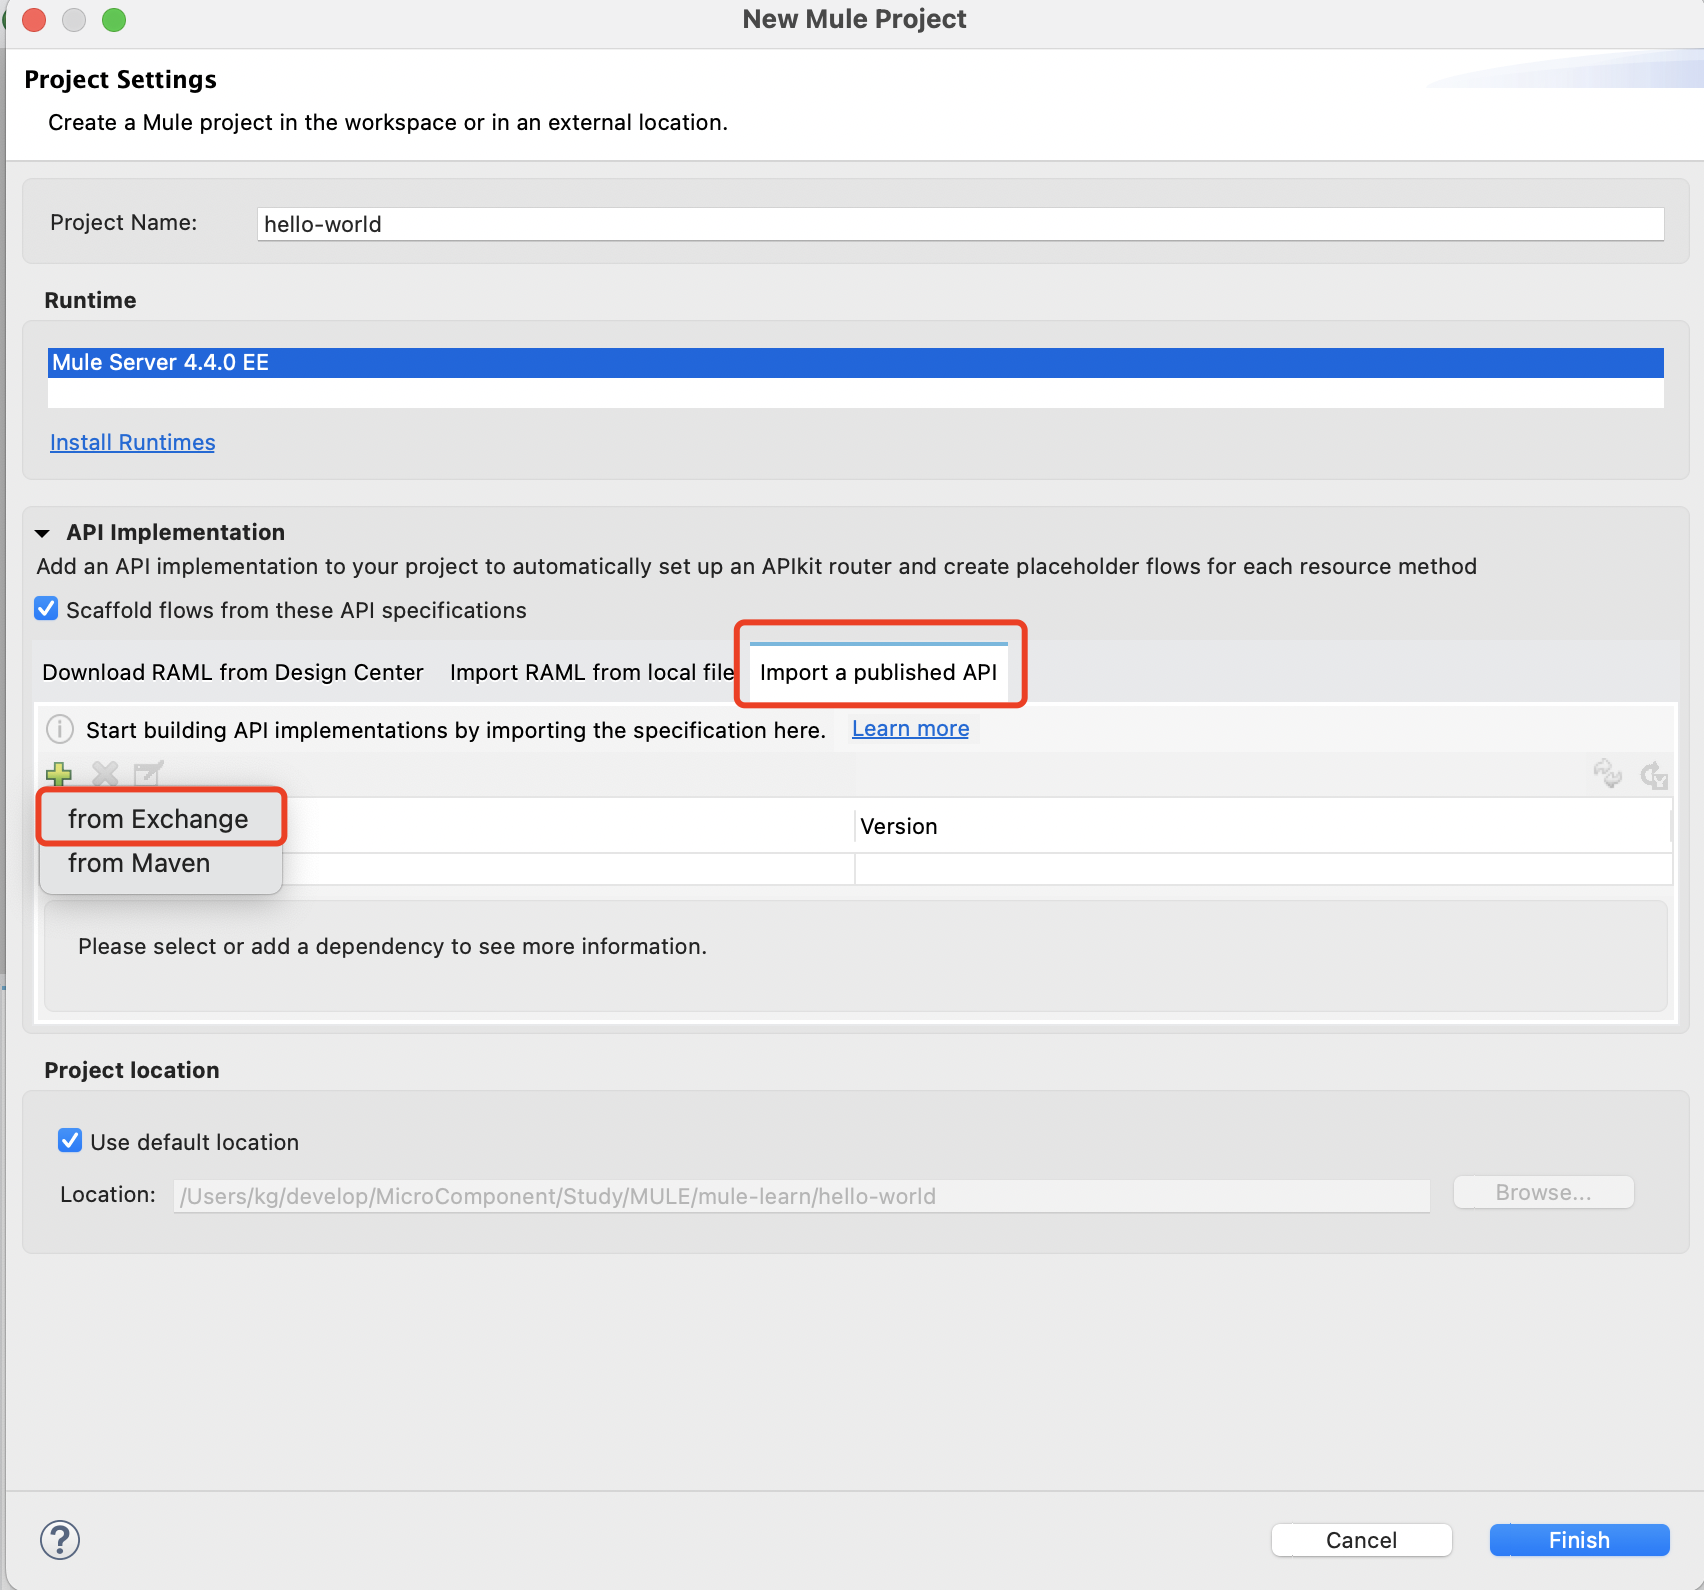 New Mule Project
Project Settings
Create a Mule project in the workspace or in an external location.
Project Name: hello-world
Runtime
Mule Server 4.4.0 EE
Install Runtimes
API Implementation
Add an API implementation to your project to automatically set up an APIkit router and create placeholder flows for each resource method
Scaffold flows from these API specifications
Download RAML from Design Center Import RAML from local file Import a published API
Start building API implementations by importing the specification here. Learn more
from Exchange
Version
from Maven
Please select or add a dependency to see more information.
Project location
Use default location
Location: /Users/kg/develop/MicroComponent/Study/MULE/mule-learn/hello-world Browse...
? Cancel Finish